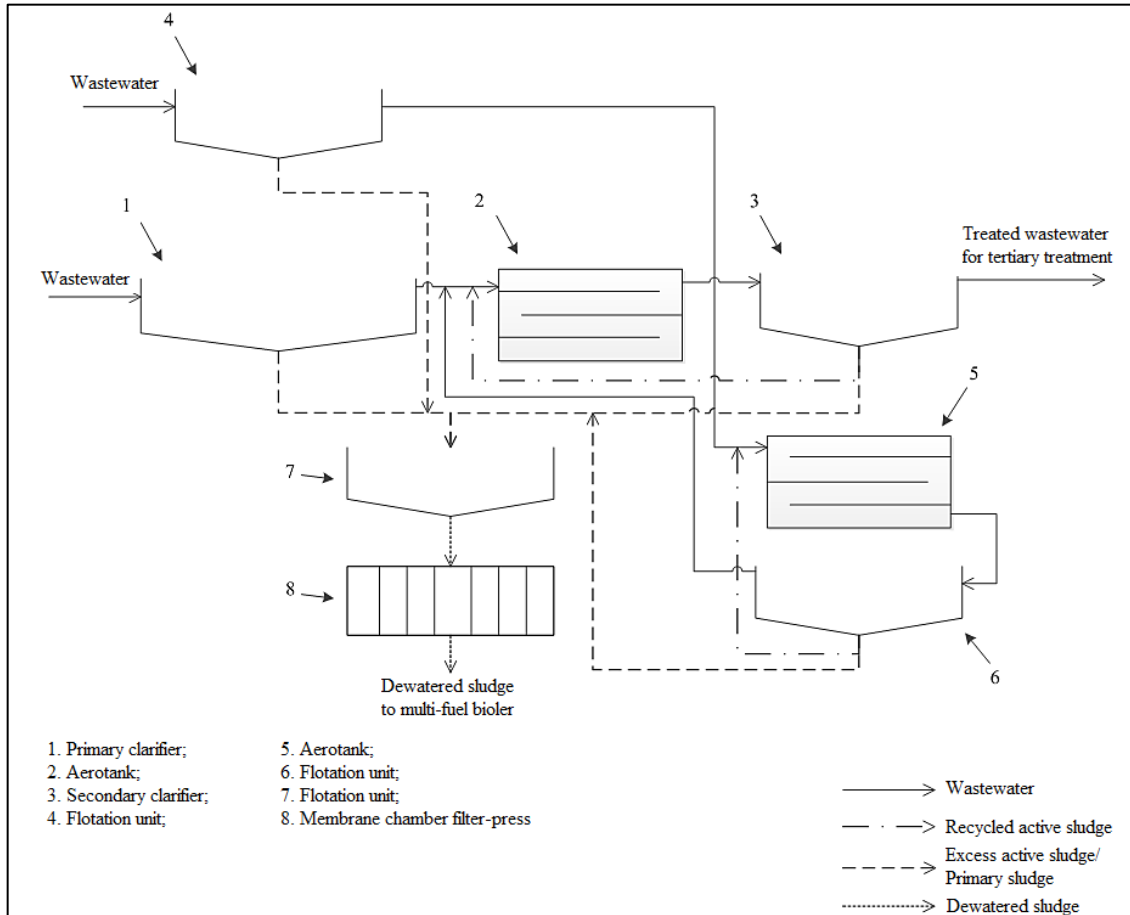 4
Wastewater
1
2
3
Wastewater
Treated wastewater
for tertiary treatment
5
7
8
6
Dewatered sludge
to multi-fuel bioler
1. Primary clarifier;
2. Aerotank;
3. Secondary clarifier;
4. Flotation unit;
5. Aerotank;
6. Flotation unit;
7. Flotation unit;
8. Membrane chamber filter-press
Wastewater
Recycled active sludge
Excess active sludge/
Primary sludge
Dewatered sludge